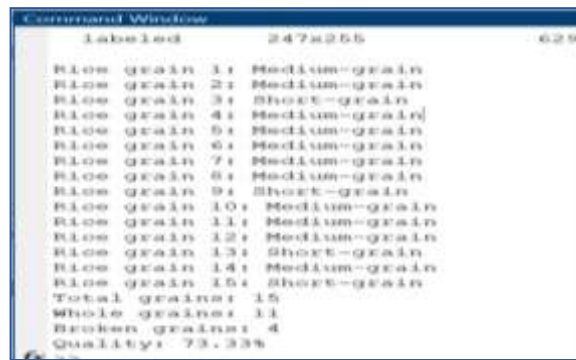 Command Window
labeled 247x255 629
Rice grain 1: Medium-grain
Rice grain 2: Medium-grain
Rice grain 3: Short-grain
Rice grain 4: Medium-grain
Rice grain 5: Medium-grain
Rice grain 6: Medium-grain
Rice grain 7: Medium-grain
Rice grain 8: Medium-grain
Rice grain 9: Short-grain
Rice grain 10: Medium-grain
Rice grain 11: Medium-grain
Rice grain 12: Medium-grain
Rice grain 13: Short-grain
Rice grain 14: Medium-grain
Rice grain 15: Short-grain
Total grains: 15
Whole grains: 11
Broken grains: 4
Quality: 73.33%
fx >>